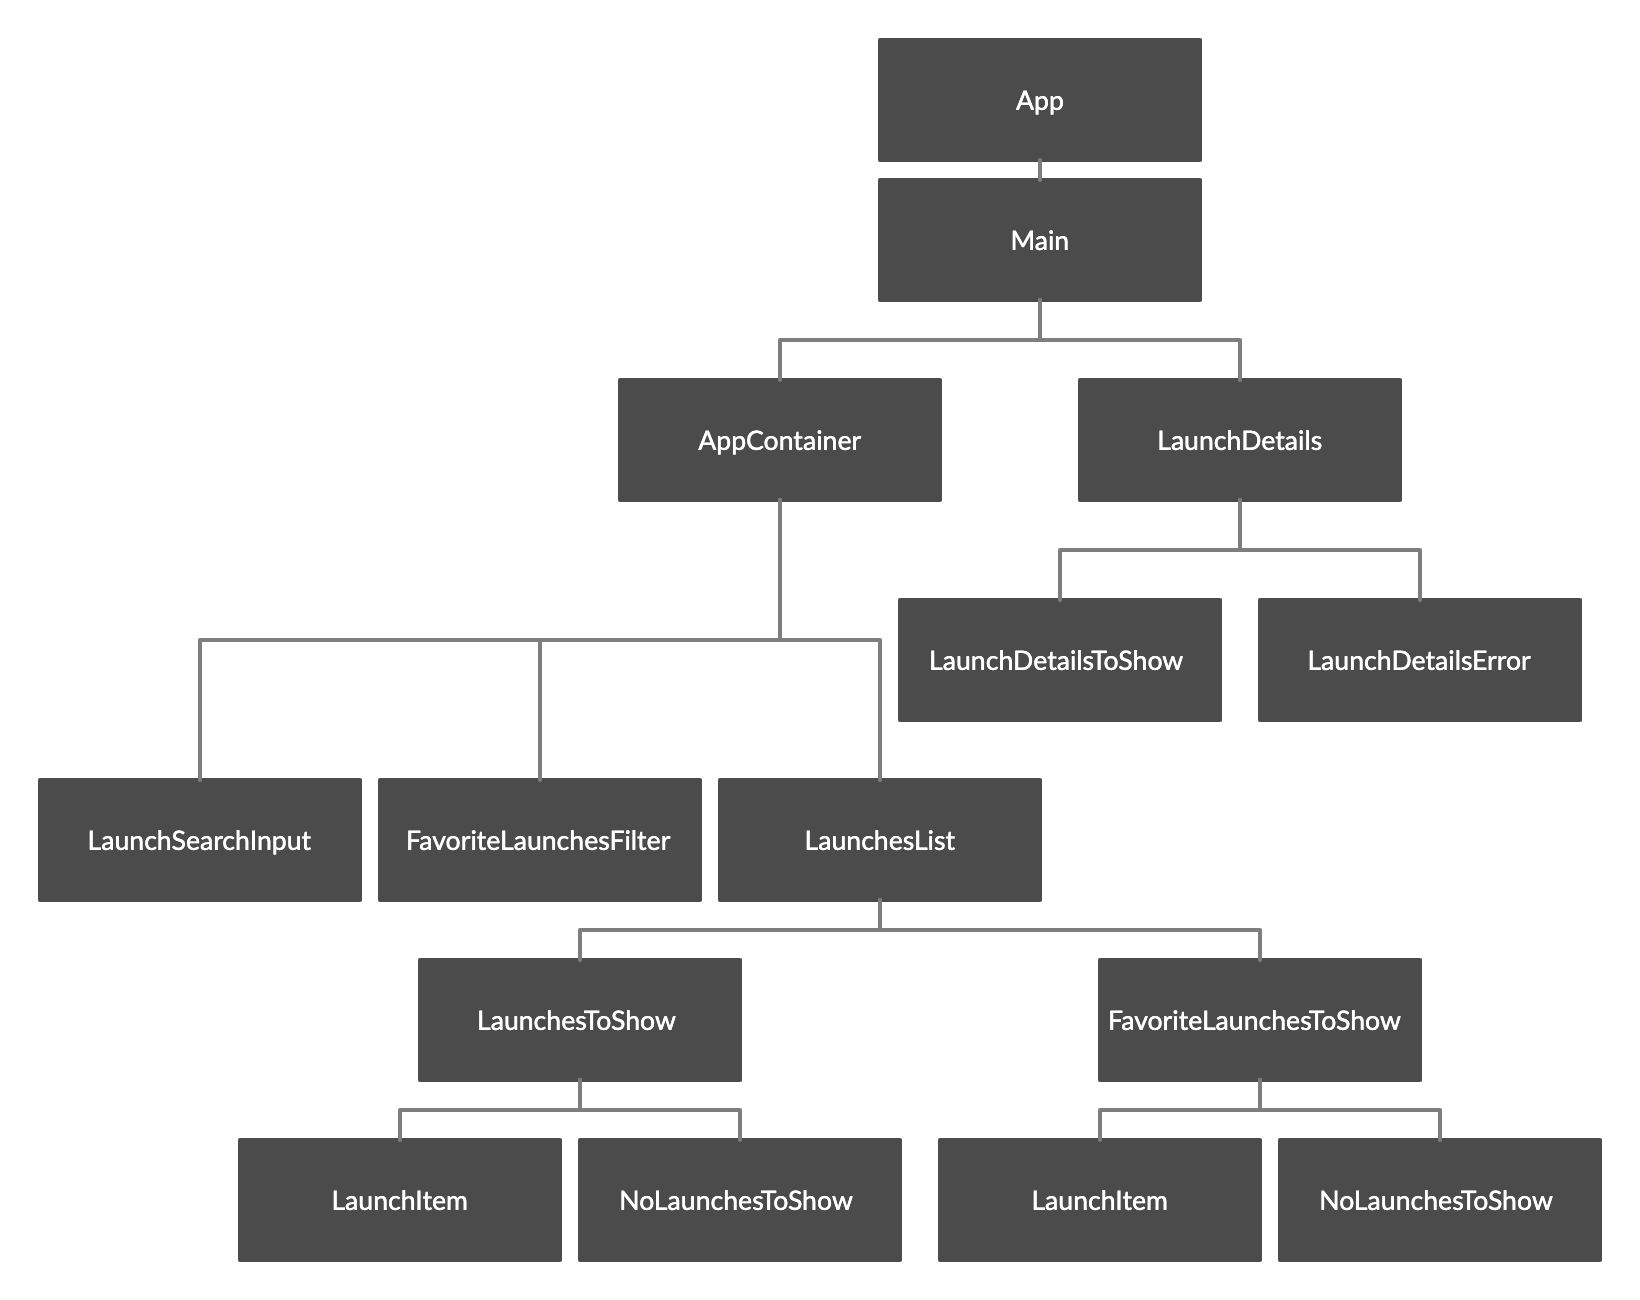 App
Main
AppContainer
LaunchDetails
LaunchDetailsToShow
LaunchDetailsError
LaunchSearchInput
FavoriteLaunchesFilter
LaunchesList
LaunchesToShow
FavoriteLaunchesToShow
LaunchItem
NoLaunchesToShow
LaunchItem
NoLaunchesToShow